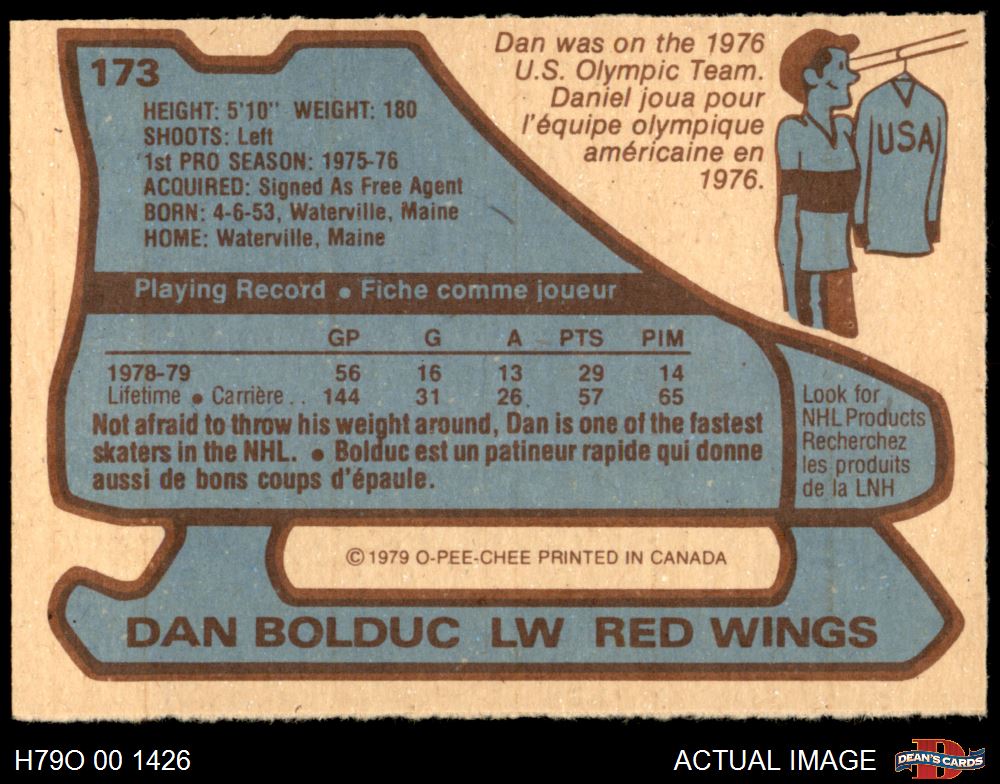 173
HEIGHT: 5'10" WEIGHT: 180
SHOOTS: Left
1st PRO SEASON: 1975-76
ACQUIRED: Signed As Free Agent
BORN: 4-6-53, Waterville, Maine
HOME: Waterville, Maine
Dan was on the 1976
U.S. Olympic Team.
Daniel joua pour
l'équipe olympique
américaine en
1976.
USA
Playing Record • Fiche comme joueur
GP G A PTS PIM
1978-79 56 16 13 29 14
Lifetime • Carrière . . 144 31 26 57 65
Not afraid to throw his weight around, Dan is one of the fastest
skaters in the NHL. • Bolduc est un patineur rapide qui donne
aussi de bons coups d'épaule.
Look for
NHL Products
Recherchez
les produits
de la LNH
© 1979 O-PEE-CHEE PRINTED IN CANADA
DAN BOLDUC LW RED WINGS
H79O 00 1426
ACTUAL IMAGE
D
DEAN'S CARDS